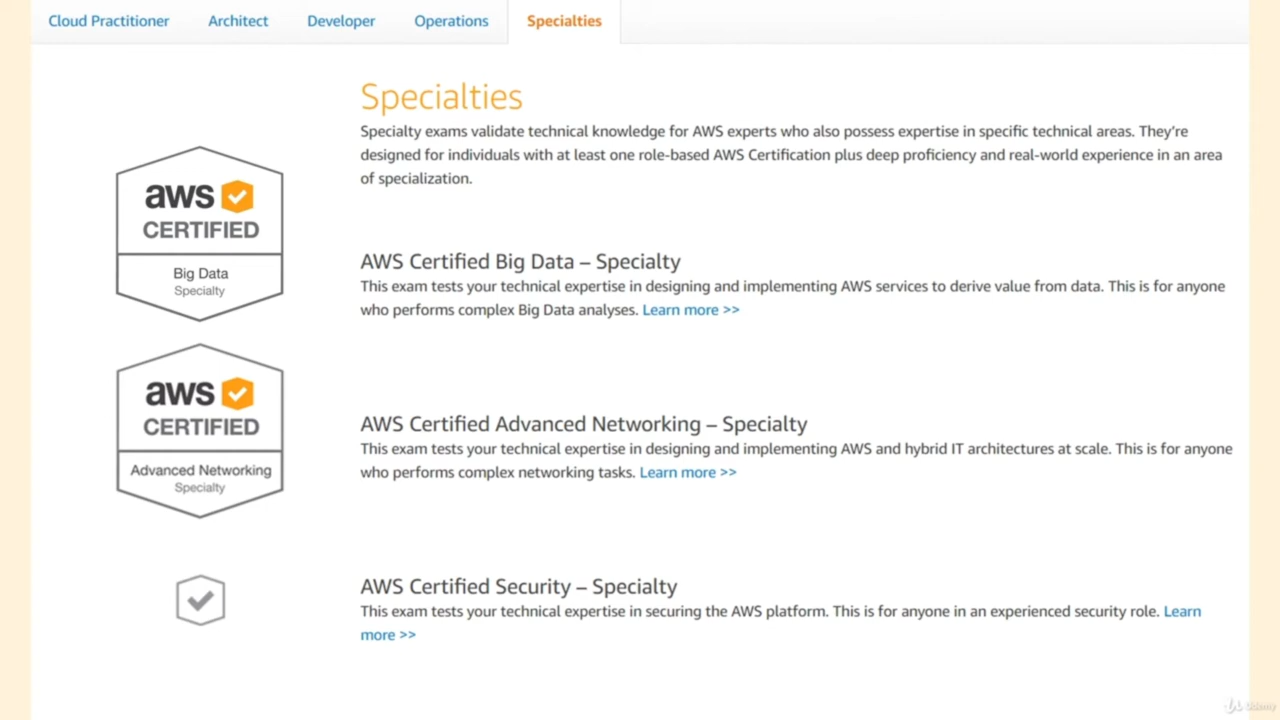 Cloud Practitioner Architect Developer Operations Specialties
Specialties
Specialty exams validate technical knowledge for AWS experts who also possess expertise in specific technical areas. They're
designed for individuals with at least one role-based AWS Certification plus deep proficiency and real-world experience in an area
of specialization.
aws
CERTIFIED
Big Data
Specialty
AWS Certified Big Data – Specialty
This exam tests your technical expertise in designing and implementing AWS services to derive value from data. This is for anyone
who performs complex Big Data analyses. Learn more >>
aws
CERTIFIED
Advanced Networking
Specialty
AWS Certified Advanced Networking – Specialty
This exam tests your technical expertise in designing and implementing AWS and hybrid IT architectures at scale. This is for anyone
who performs complex networking tasks. Learn more >>
AWS Certified Security – Specialty
This exam tests your technical expertise in securing the AWS platform. This is for anyone in an experienced security role. Learn
more >>
Udemy